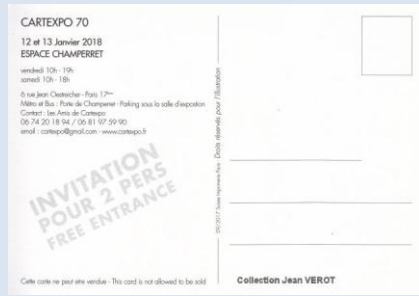 CARTEXPO 70
12 et 13 Janvier 2018
ESPACE CHAMPERRET
vendredi 10h - 19h
samedi 10h - 18h
6 rue Jean Oestreicher - Paris 17ème
Métro et Bus : Porte de Champerret - Parking sous la salle d'exposition
Contact : Les Amis de Cartexpo
06 74 20 18 94 / 06 81 97 59 90
email : cartexpo@gmail.com - www.cartexpo.fr
INVITATION
POUR 2 PERS
FREE ENTRANCE
Cette carte ne peut etre vendue - This card is not allowed to be sold
Droits réservés pour l'illustration
Collection Jean VEROT